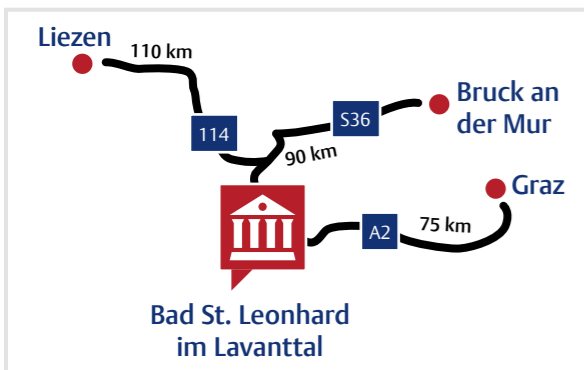 Liezen
110 km
Bruck an
der Mur
S36
114
90 km
Graz
75 km
A2
Bad St. Leonhard
im Lavanttal